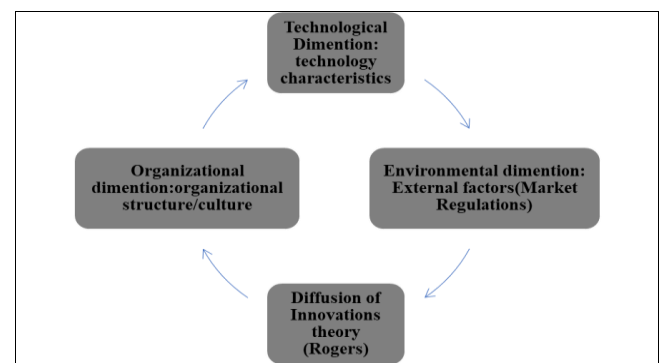 Technological
Dimention:
technology
characteristics
Organizational
dimention:organizational
structure/culture
Environmental dimention:
External factors(Market
Regulations)
Diffusion of
Innovations
theory
(Rogers)